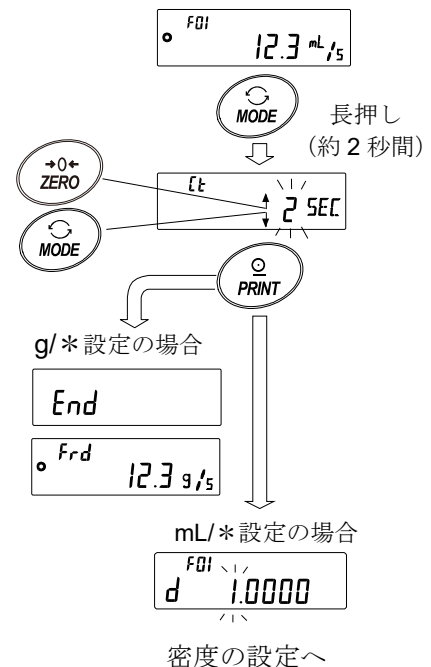 F01
12.3 mL/s
MODE
長押し
(約 2 秒間)
→0←
ZERO
Ct
2 SEC
MODE
PRINT
g/＊設定の場合
End
Frd
12.3 g/s
mL/＊設定の場合
F01
d 1.0000
密度の設定へ